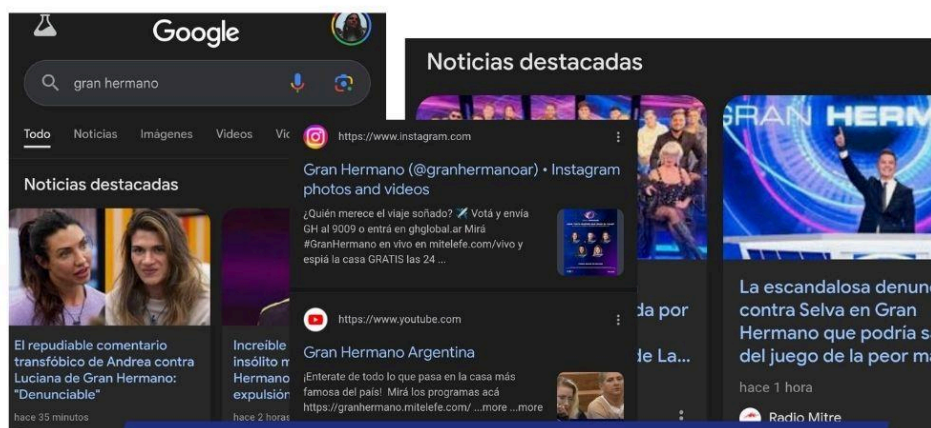 Google
gran hermano
Todo
Noticias
Imágenes
Videos
Noticias destacadas
El repudiable comentario
transfóbico de Andrea contra
Luciana de Gran Hermano:
"Denunciable"
hace 35 minutos
Increíble
insólito
Hermano
expulsión
hace 2 horas
https://www.instagram.com
Gran Hermano (@granhermanoar) • Instagram
photos and videos
¿Quién merece el viaje soñado? ✈️ Votá y envía
GH al 9009 o entrá en ghglobal.ar Mirá
#GranHermano en vivo en mitelefe.com/vivo y
espiá la casa GRATIS las 24 ...
https://www.youtube.com
Gran Hermano Argentina
¡Enterate de todo lo que pasa en la casa más
famosa del país! Mirá los programas acá
https://granhermano.mitelefe.com/ ...more ...more
Noticias destacadas
da por
de La...
GRAN HERM
La escandalosa denun
contra Selva en Gran
Hermano que podría s
del juego de la peor ma
hace 1 hora
Radio Mitre